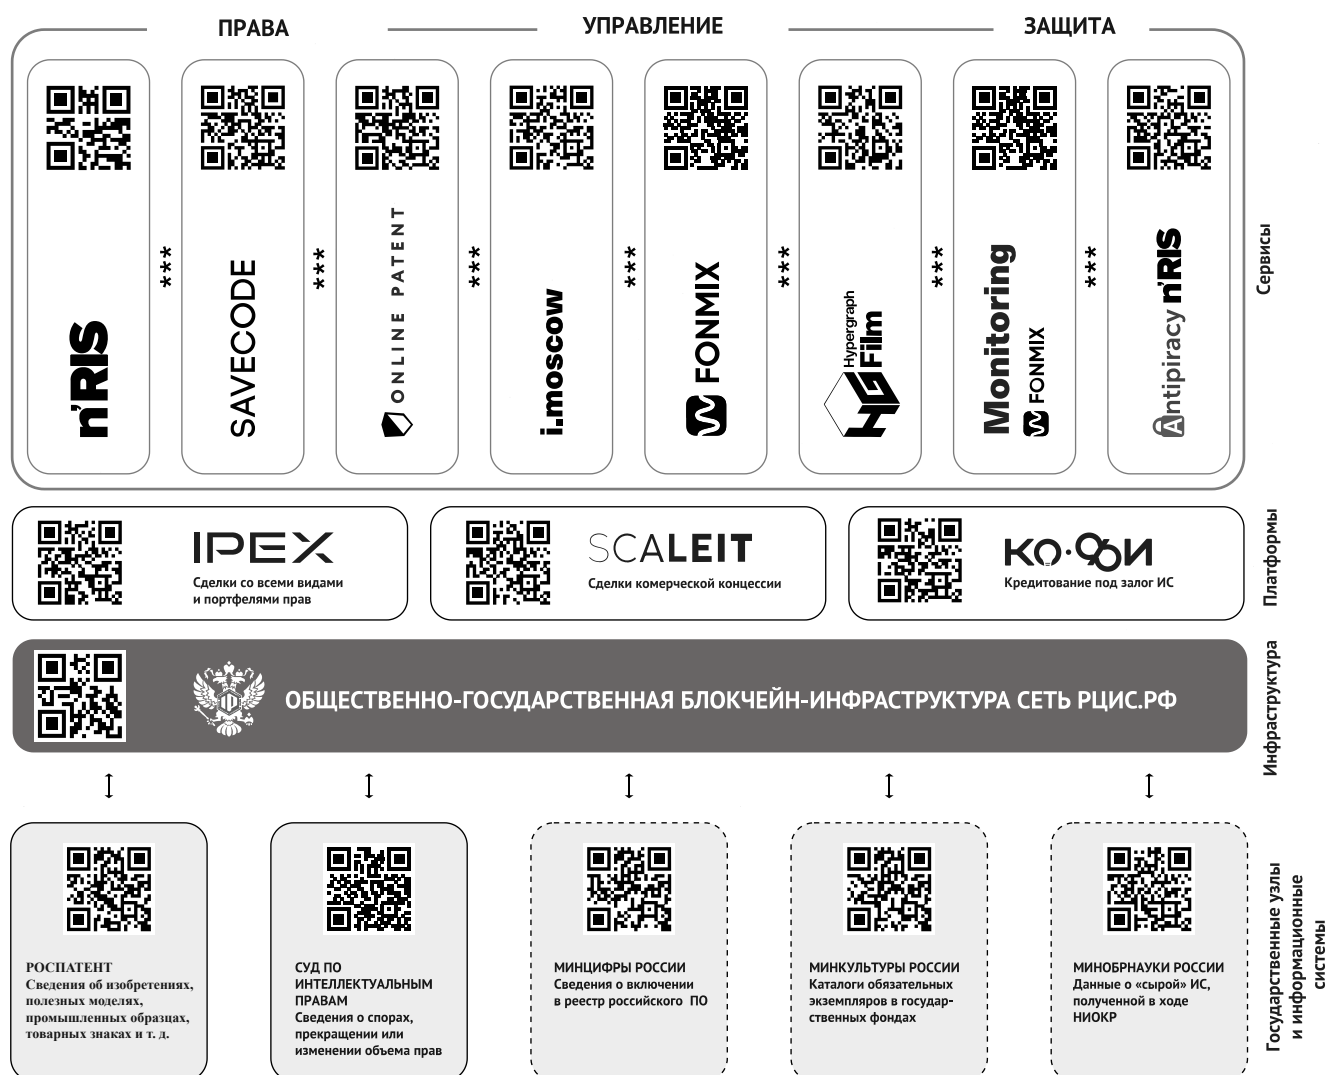 ПРАВА
УПРАВЛЕНИЕ
ЗАЩИТА
n'RIS
***
SAVECODE
***
ONLINE PATENT
***
i.moscow
***
FONMIX
***
HG
Hypergraph
Film
***
Monitoring
FONMIX
***
Antipiracy n'RIS
Сервисы
IPEX
Сделки со всеми видами
и портфелями прав
SCALEIT
Сделки комерческой концессии
КО·ФИ
Кредитование под залог ИС
Платформы
ОБЩЕСТВЕННО-ГОСУДАРСТВЕННАЯ БЛОКЧЕЙН-ИНФРАСТРУКТУРА СЕТЬ РЦИС.РФ
Инфраструктура
РОСПАТЕНТ
Сведения об изобретениях,
полезных моделях,
промышленных образцах,
товарных знаках и т. д.
СУД ПО
ИНТЕЛЛЕКТУАЛЬНЫМ
ПРАВАМ
Сведения о спорах,
прекращении или
изменении объема прав
МИНЦИФРЫ РОССИИ
Сведения о включении
в реестр российского ПО
МИНКУЛЬТУРЫ РОССИИ
Каталоги обязательных
экземпляров в государ-
ственных фондах
МИНОБРНАУКИ РОССИИ
Данные о «сырой» ИС,
полученной в ходе
НИОКР
Государственные узлы
и информационные
системы